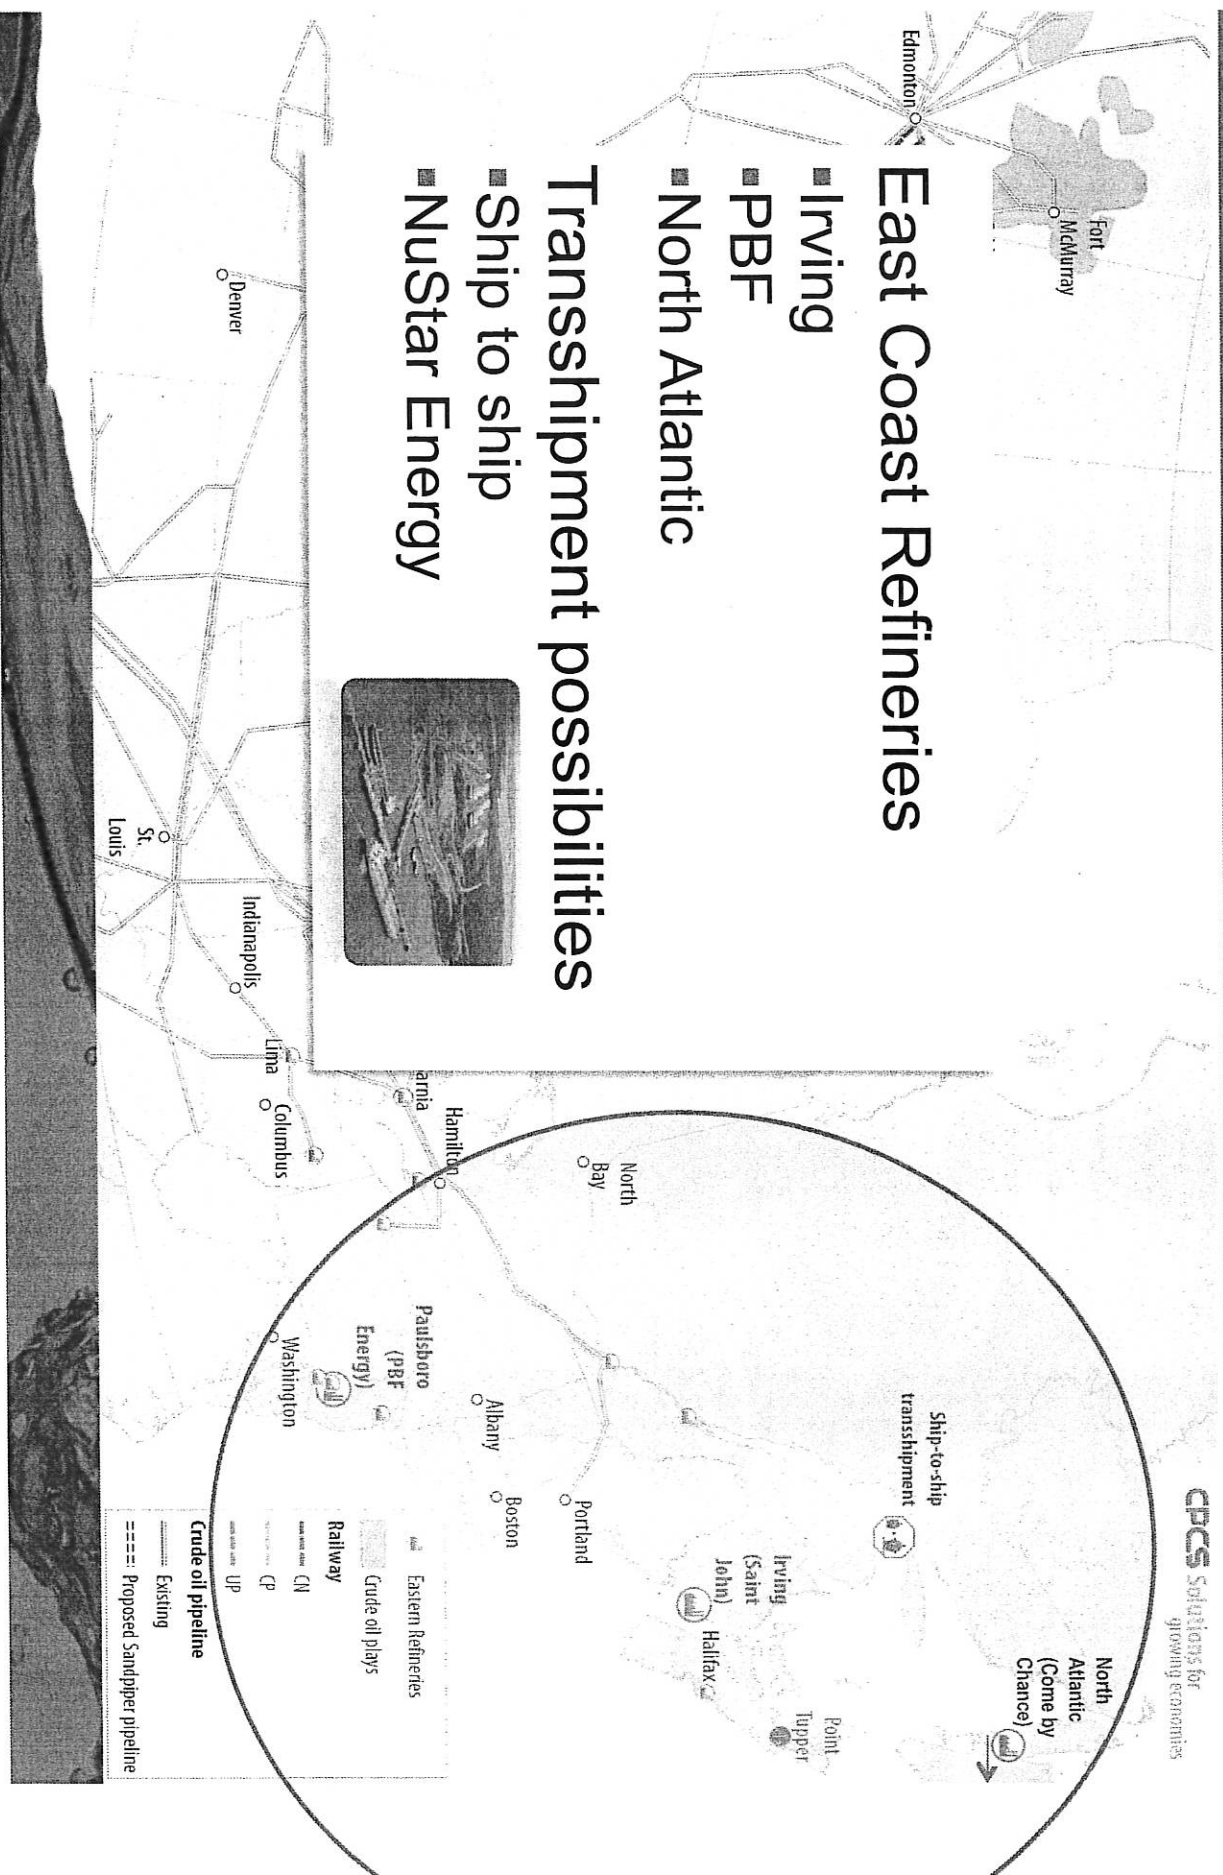 CPCS Solutions for
growing economies
East Coast Refineries
▪Irving
▪PBF
▪North Atlantic
Transshipment possibilities
▪Ship to ship
▪NuStar Energy
Fort
McMurray
Edmonton
Denver
St.
Louis
Indianapolis
Lima
Columbus
arnia
Hamilton
North
Bay
Washington
Paulsboro
(PBF
Energy)
Albany
Boston
Portland
Ship-to-ship
transshipment
Irving
(Saint
John)
Halifax
Point
Tupper
North
Atlantic
(Come by
Chance)
Eastern Refineries
Crude oil plays
Railway
CN
CP
UP
Crude oil pipeline
Existing
Proposed Sandpiper pipeline